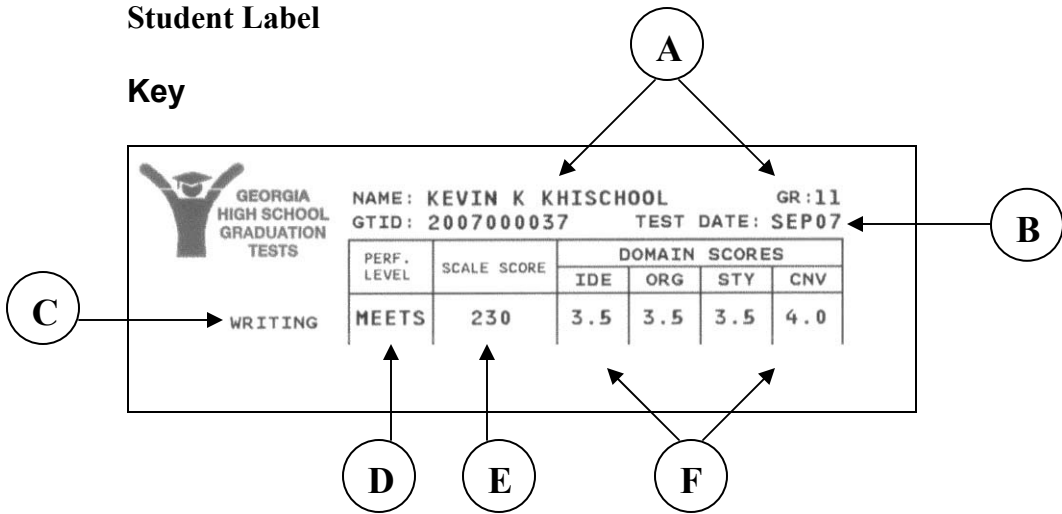 Student Label
A
Key
GEORGIA
HIGH SCHOOL
GRADUATION
TESTS
NAME: KEVIN K KHISCHOOL GR:11
GTID: 2007000037 TEST DATE: SEP07
B
PERF.
LEVEL
SCALE SCORE
DOMAIN SCORES
IDE ORG STY CNV
C
WRITING MEETS 230 3.5 3.5 3.5 4.0
D E F